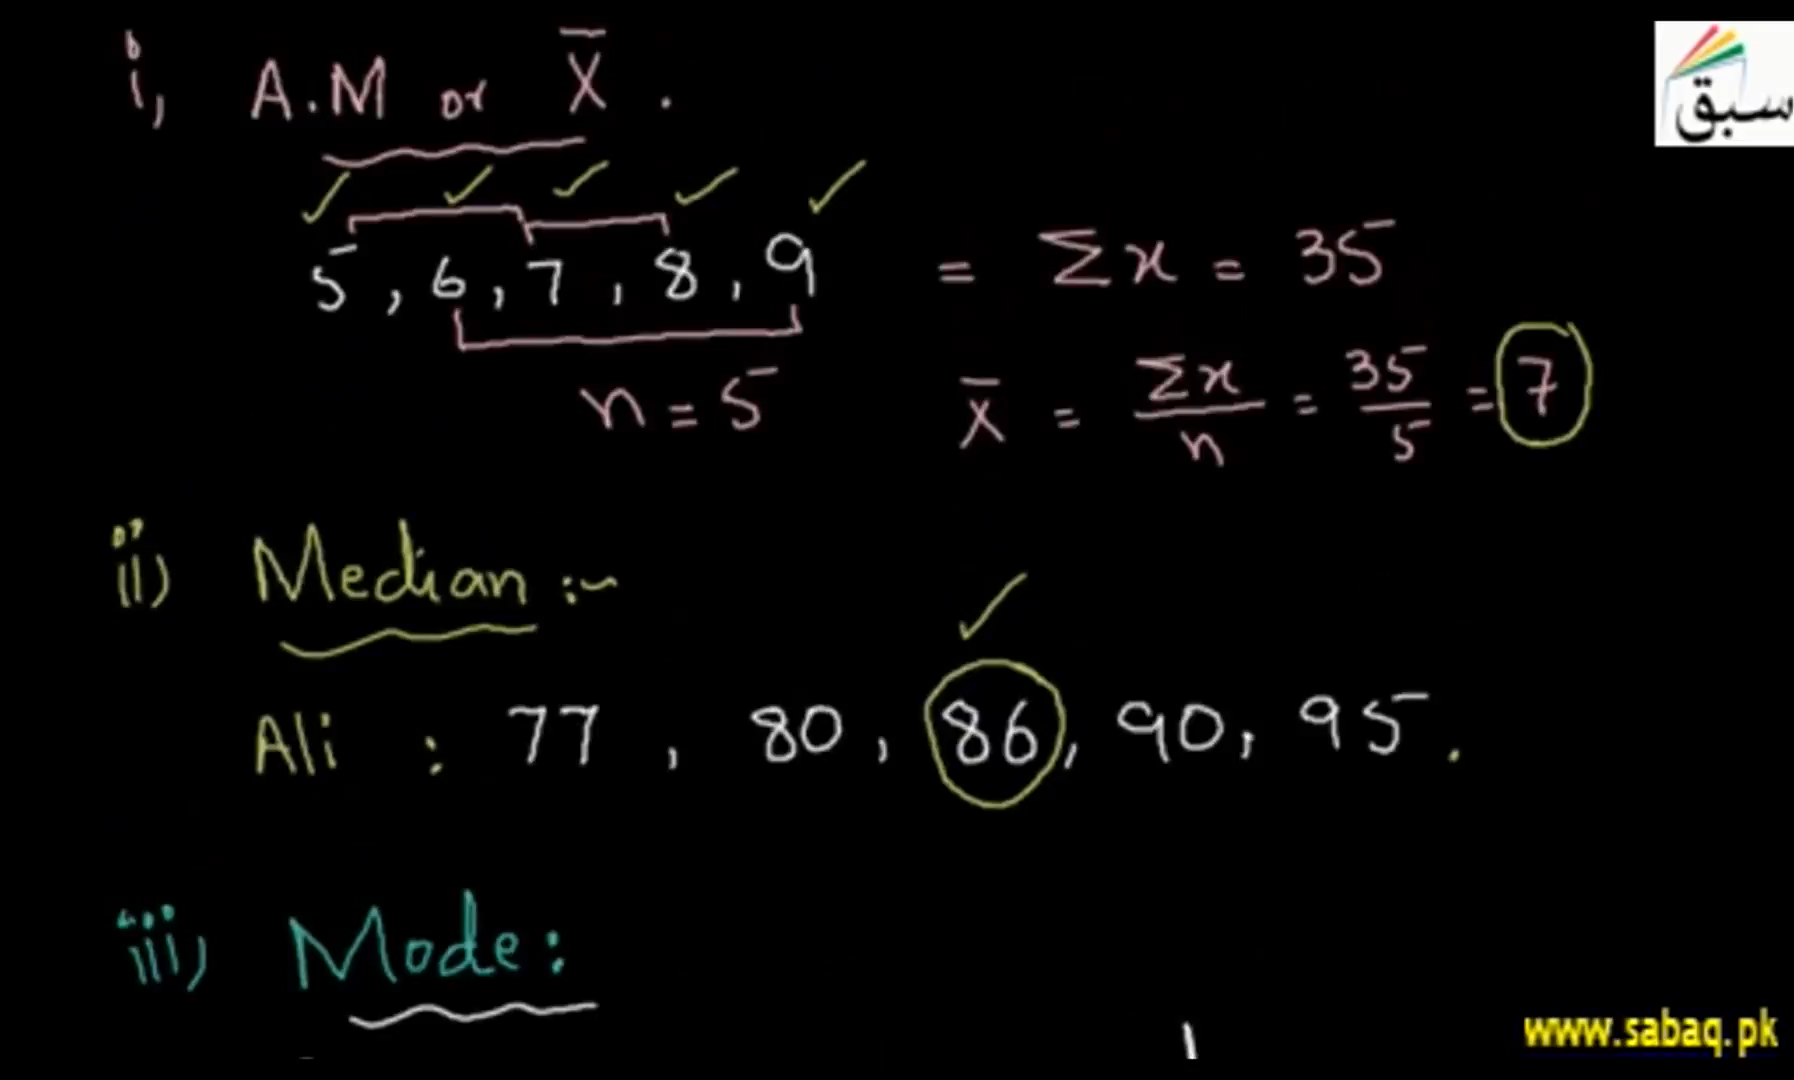 i, A.M or X̄ .
سبق
5 , 6 , 7 , 8 , 9 = Σx = 35
n = 5
X̄ = Σx/n = 35/5 = 7
ii) Median :~
Ali : 77 , 80 , 86 , 90 , 95 .
iii) Mode :
www.sabaq.pk